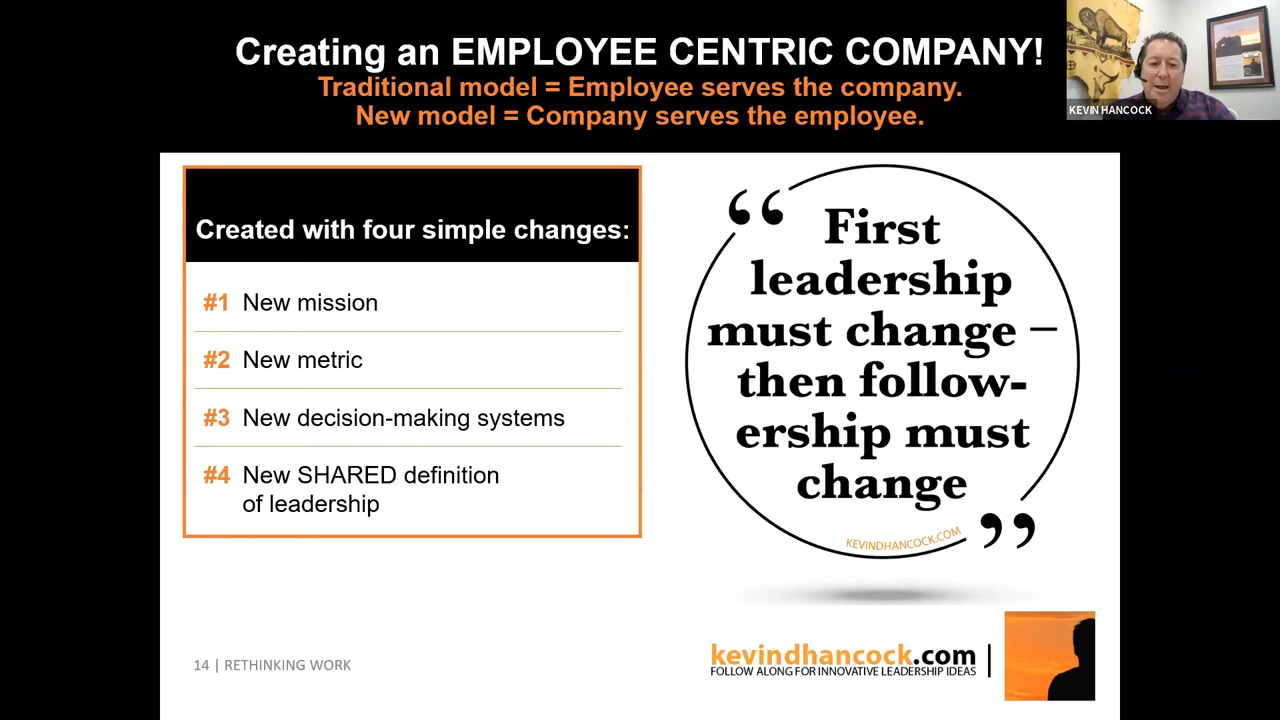 Creating an EMPLOYEE CENTRIC COMPANY!
Traditional model = Employee serves the company.
New model = Company serves the employee.
KEVIN HANCOCK
Created with four simple changes:
#1 New mission
#2 New metric
#3 New decision-making systems
#4 New SHARED definition
of leadership
“ First
leadership
must change –
then follow-
ership must
change ”
KEVINDHANCOCK.COM
14 | RETHINKING WORK
kevindhancock.com |
FOLLOW ALONG FOR INNOVATIVE LEADERSHIP IDEAS